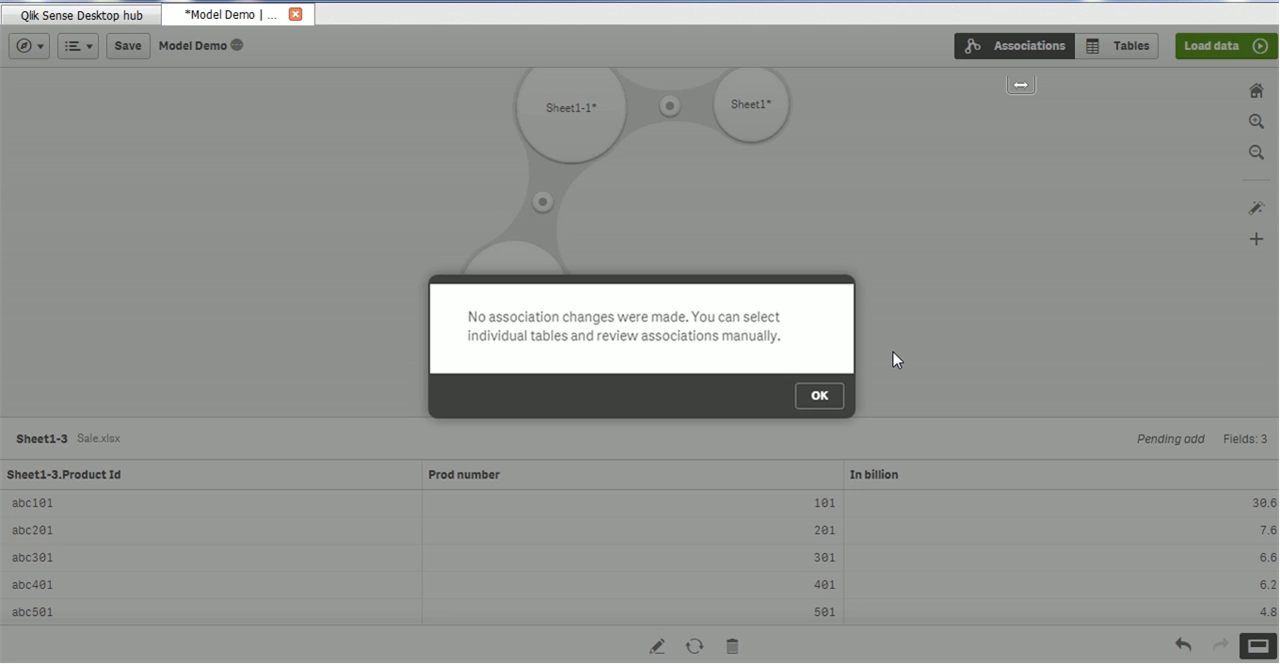 Qlik Sense Desktop hub
*Model Demo | ...
Save
Model Demo
Associations
Tables
Load data
Sheet1-1*
Sheet1*
No association changes were made. You can select
individual tables and review associations manually.
OK
Sheet1-3 Sale.xlsx
Pending add Fields: 3
Sheet1-3.Product Id Prod number In billion
abc101 101 30.6
abc201 201 7.6
abc301 301 6.6
abc401 401 6.2
abc501 501 4.8